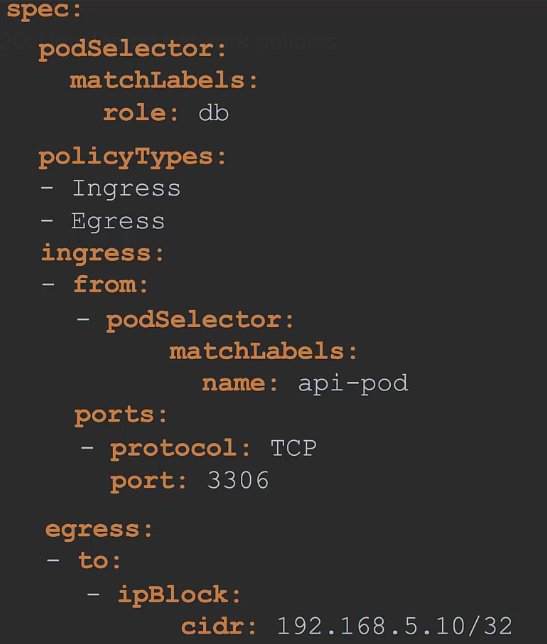 spec:
podSelector:
matchLabels:
role: db
policyTypes:
- Ingress
- Egress
ingress:
- from:
- podSelector:
matchLabels:
name: api-pod
ports:
- protocol: TCP
port: 3306
egress:
- to:
- ipBlock:
cidr: 192.168.5.10/32